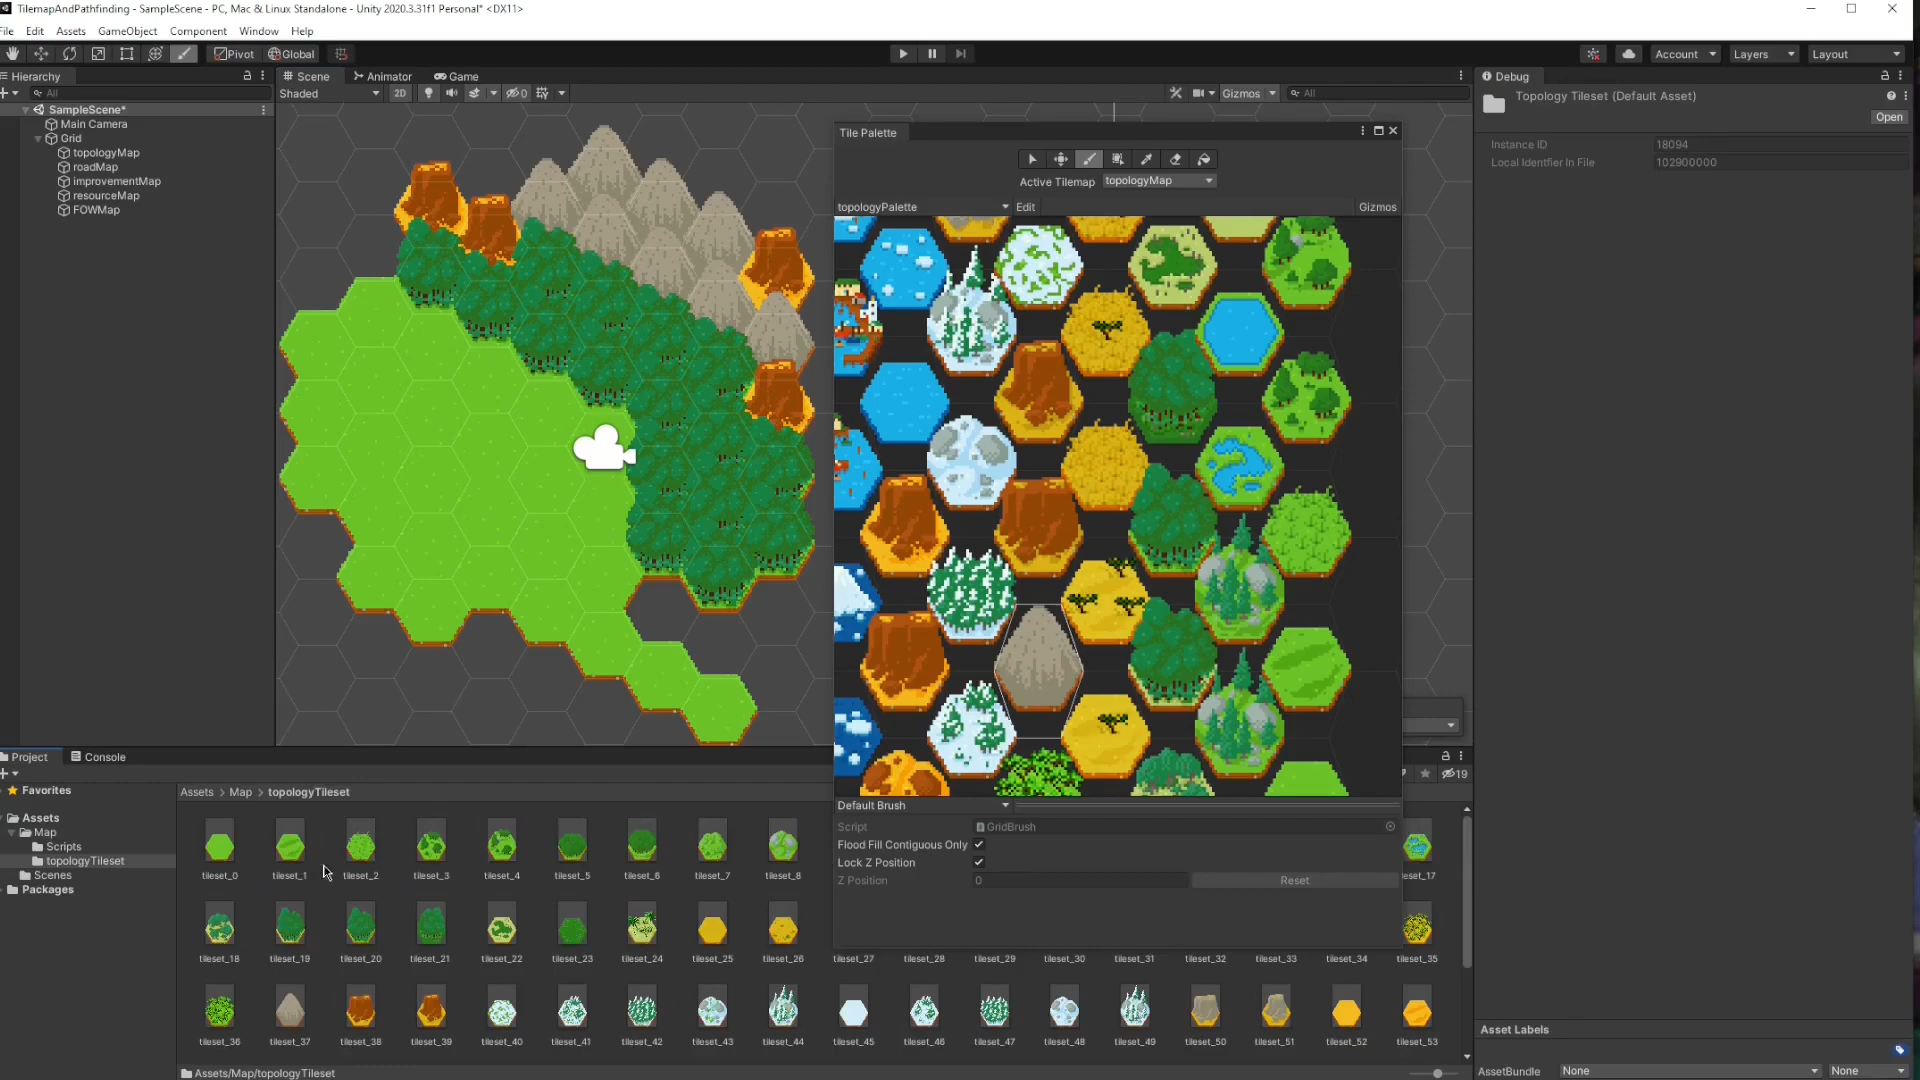 TilemapAndPathfinding - SampleScene - PC, Mac & Linux Standalone - Unity 2020.3.31f1 Personal* <DX11>
File Edit Assets GameObject Component Window Help
Pivot Global Account Layers Layout
Hierarchy
All
SampleScene*
Main Camera
Grid
topologyMap
roadMap
improvementMap
resourceMap
FOWMap
Scene Animator Game
Shaded 2D 0 Gizmos All
Tile Palette
Active Tilemap topologyMap
topologyPalette Edit Gizmos
Default Brush
Script GridBrush
Flood Fill Contiguous Only
Lock Z Position
Z Position 0 Reset
Debug
Topology Tileset (Default Asset)
Open
Instance ID 18094
Local Identfier In File 102900000
Project Console
19
Favorites
Assets
Map
Scripts
topologyTileset
Scenes
Packages
Assets > Map > topologyTileset
tileset_0 tileset_1 tileset_2 tileset_3 tileset_4 tileset_5 tileset_6 tileset_7 tileset_8 eset_17
tileset_18 tileset_19 tileset_20 tileset_21 tileset_22 tileset_23 tileset_24 tileset_25 tileset_26 tileset_27 tileset_28 tileset_29 tileset_30 tileset_31 tileset_32 tileset_33 tileset_34 tileset_35
tileset_36 tileset_37 tileset_38 tileset_39 tileset_40 tileset_41 tileset_42 tileset_43 tileset_44 tileset_45 tileset_46 tileset_47 tileset_48 tileset_49 tileset_50 tileset_51 tileset_52 tileset_53
Assets/Map/topologyTileset
Asset Labels
AssetBundle None None